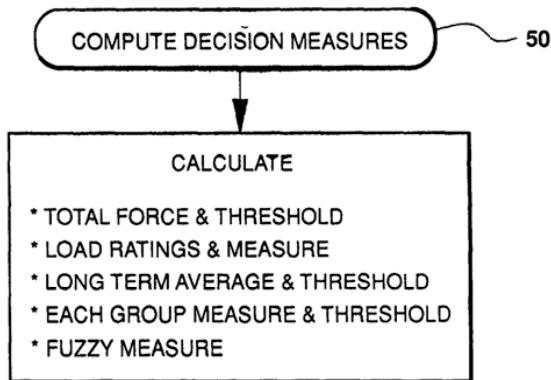 COMPUTE DECISION MEASURES
50
CALCULATE
* TOTAL FORCE & THRESHOLD
* LOAD RATINGS & MEASURE
* LONG TERM AVERAGE & THRESHOLD
* EACH GROUP MEASURE & THRESHOLD
* FUZZY MEASURE